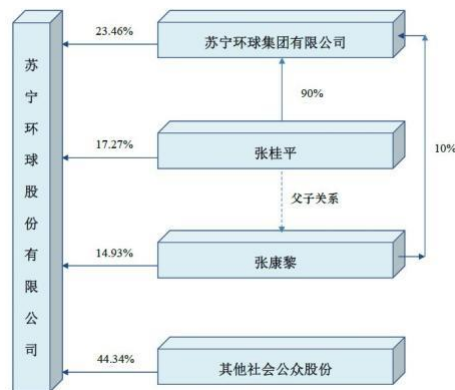 苏宁环球股份有限公司
23.46%
苏宁环球集团有限公司
90%
17.27%
张桂平
10%
父子关系
14.93%
张康黎
44.34%
其他社会公众股份